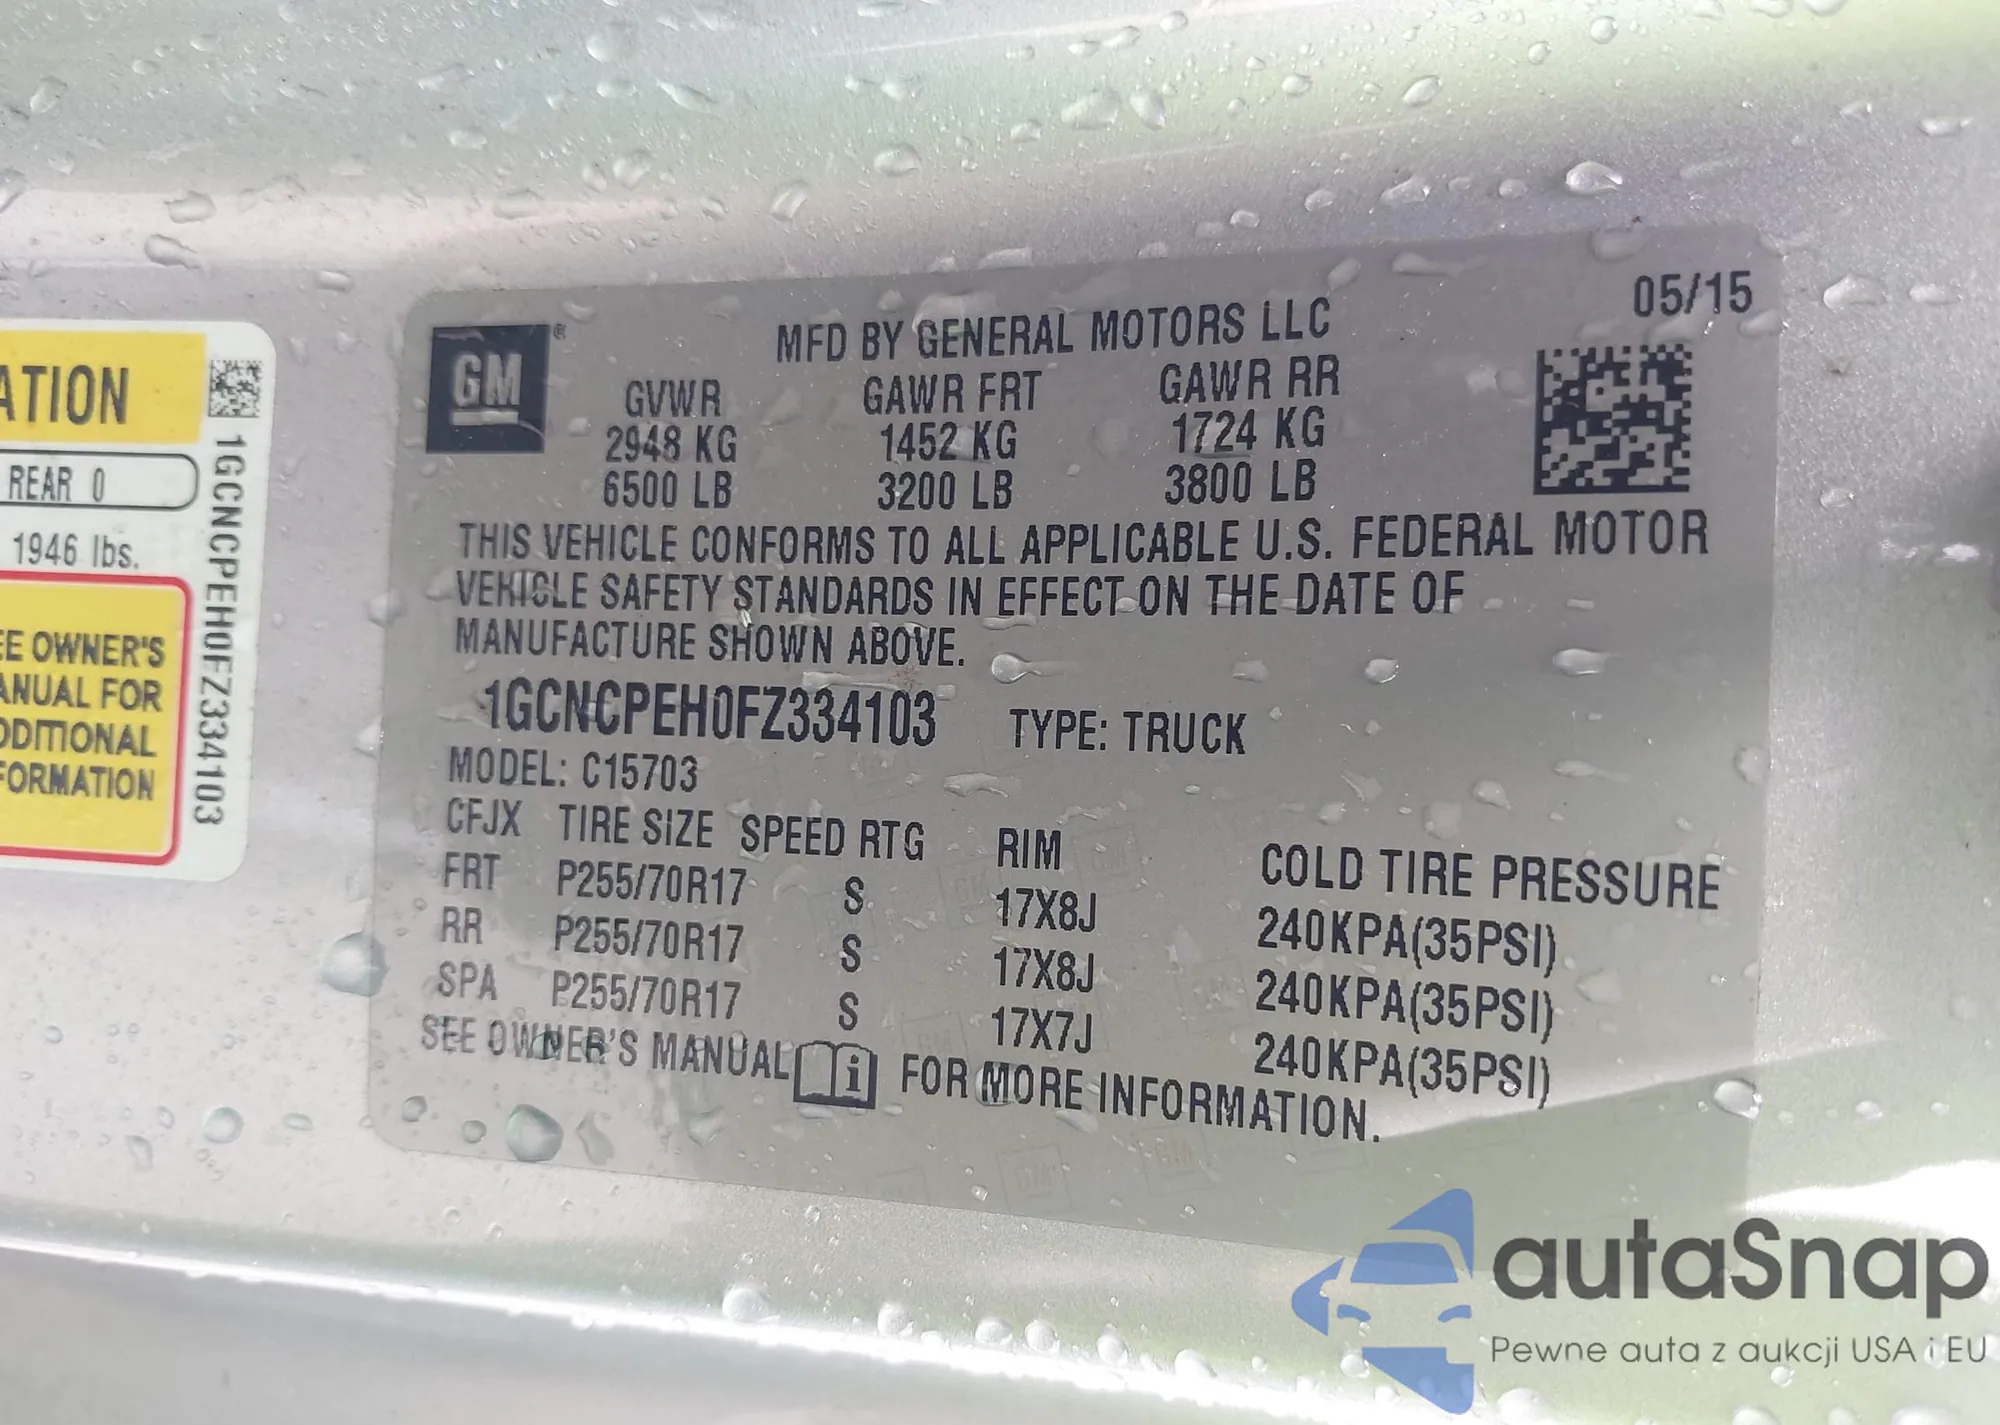 ATION
REAR 0
1946 lbs.
EE OWNER'S
ANUAL FOR
ODITIONAL
FORMATION
1GCNCPEH0FZ334103
GM®
05/15
MFD BY GENERAL MOTORS LLC
GVWR GAWR FRT GAWR RR
2948 KG 1452 KG 1724 KG
6500 LB 3200 LB 3800 LB
THIS VEHICLE CONFORMS TO ALL APPLICABLE U.S. FEDERAL MOTOR
VEHICLE SAFETY STANDARDS IN EFFECT ON THE DATE OF
MANUFACTURE SHOWN ABOVE.
1GCNCPEH0FZ334103 TYPE: TRUCK
MODEL: C15703
CFJX TIRE SIZE SPEED RTG RIM COLD TIRE PRESSURE
FRT P255/70R17 S 17X8J 240KPA(35PSI)
RR P255/70R17 S 17X8J 240KPA(35PSI)
SPA P255/70R17 S 17X7J 240KPA(35PSI)
SEE OWNER'S MANUAL i FOR MORE INFORMATION.
autaSnap
Pewne auta z aukcji USA i EU